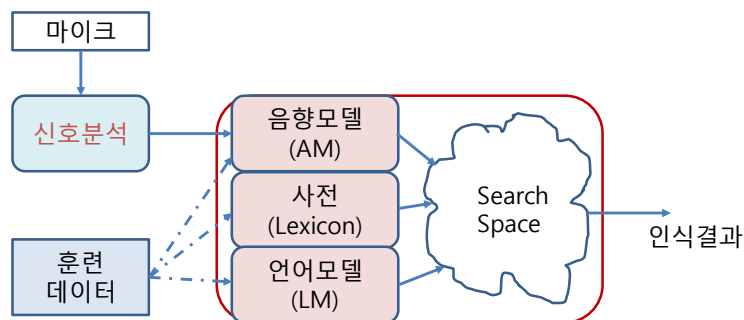 마이크
신호분석
음향모델
(AM)
사전
(Lexicon)
언어모델
(LM)
Search
Space
인식결과
훈련
데이터